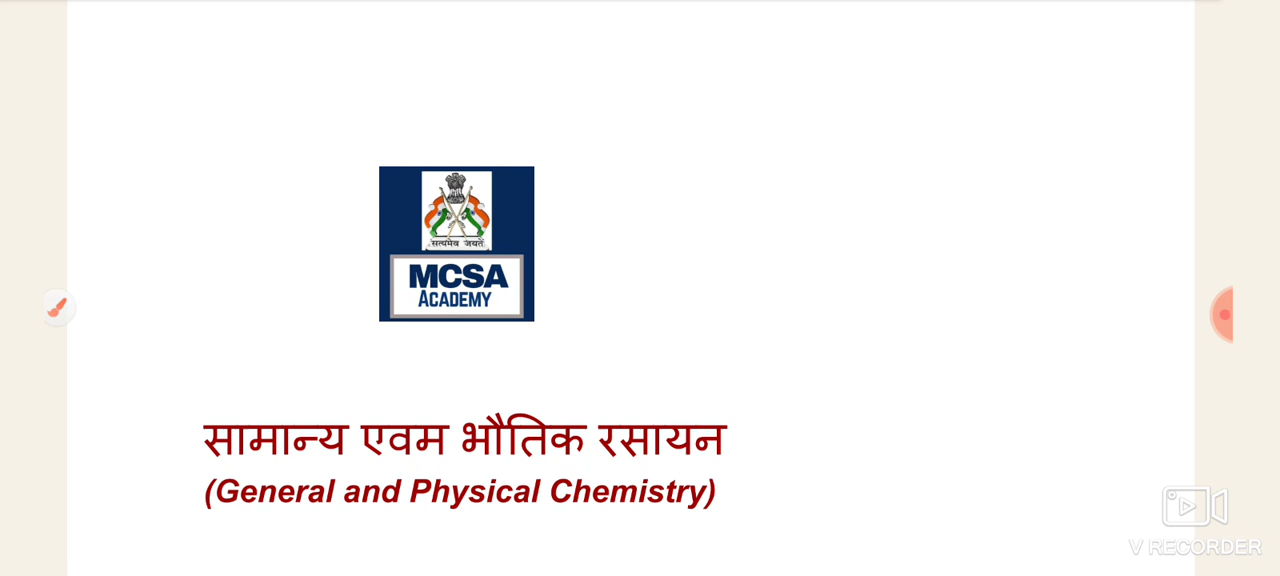 सत्यमेव जयते
MCSA
ACADEMY
सामान्य एवम भौतिक रसायन
(General and Physical Chemistry)
V RECORDER